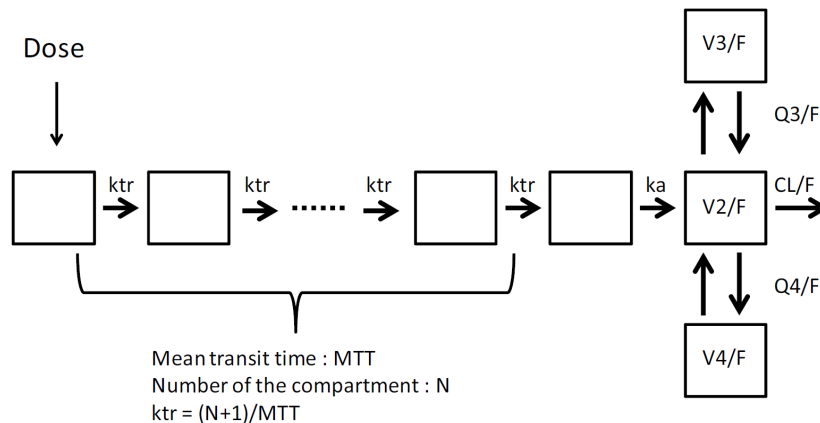 Dose
V3/F
Q3/F
ktr
ktr
ktr
ktr
ka
V2/F
CL/F
Q4/F
V4/F
Mean transit time : MTT
Number of the compartment : N
ktr = (N+1)/MTT